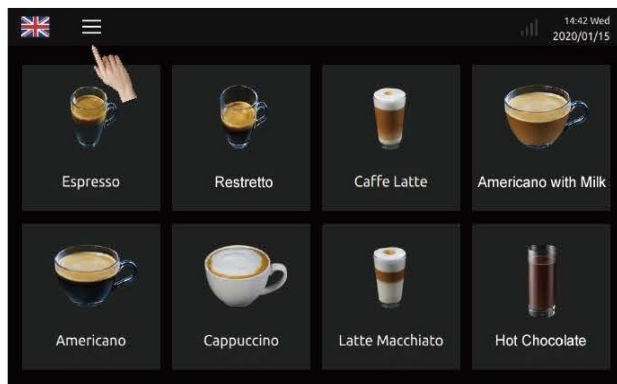 14:42 Wed
2020/01/15
Espresso
Restretto
Caffe Latte
Americano with Milk
Americano
Cappuccino
Latte Macchiato
Hot Chocolate